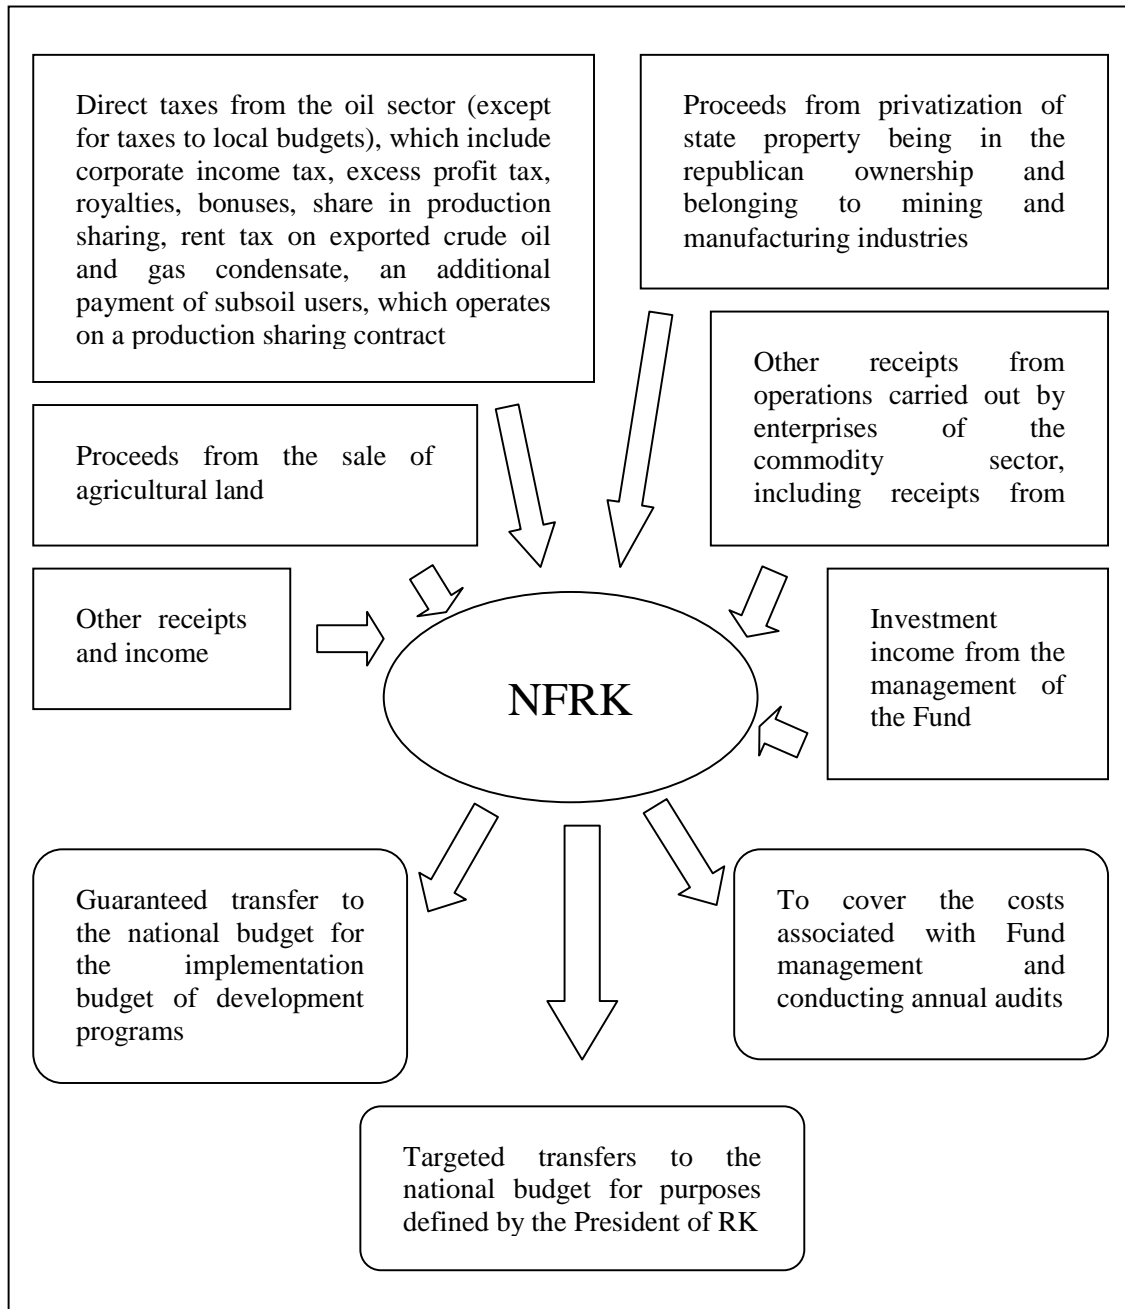 Direct taxes from the oil sector (except
for taxes to local budgets), which include
corporate income tax, excess profit tax,
royalties, bonuses, share in production
sharing, rent tax on exported crude oil
and gas condensate, an additional
payment of subsoil users, which operates
on a production sharing contract
Proceeds from privatization of
state property being in the
republican ownership and
belonging to mining and
manufacturing industries
Proceeds from the sale of
agricultural land
Other receipts from
operations carried out by
enterprises of the
commodity sector,
including receipts from
Other receipts
and income
Investment
income from the
management of
the Fund
NFRK
Guaranteed transfer to
the national budget for
the implementation
budget of development
programs
To cover the costs
associated with Fund
management and
conducting annual audits
Targeted transfers to the
national budget for purposes
defined by the President of RK